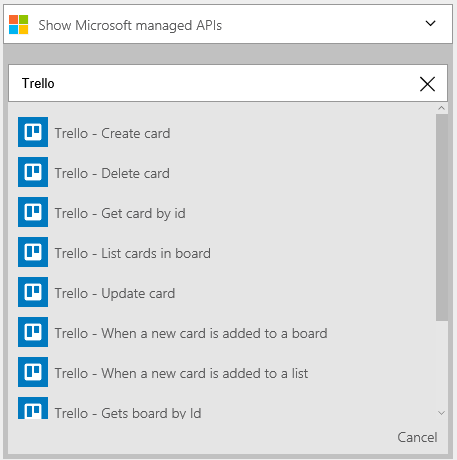 Show Microsoft managed APIs
Trello
Trello - Create card
Trello - Delete card
Trello - Get card by id
Trello - List cards in board
Trello - Update card
Trello - When a new card is added to a board
Trello - When a new card is added to a list
Trello - Gets board by Id
Cancel